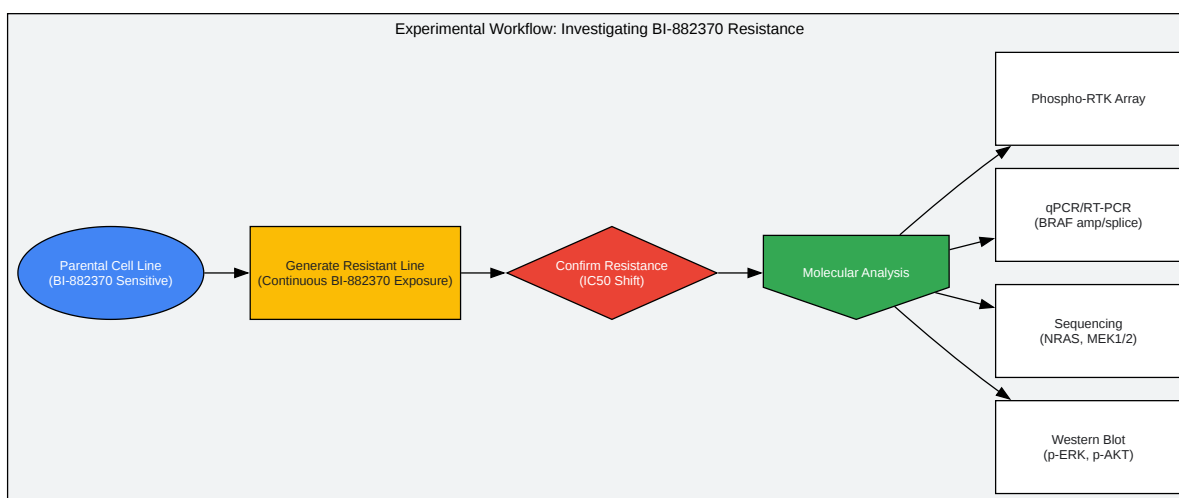 Experimental Workflow: Investigating BI-882370 Resistance
Parental Cell Line
(BI-882370 Sensitive)
Generate Resistant Line
(Continuous BI-882370 Exposure)
Confirm Resistance
(IC50 Shift)
Molecular Analysis
Phospho-RTK Array
qPCR/RT-PCR
(BRAF amp/splice)
Sequencing
(NRAS, MEK1/2)
Western Blot
(p-ERK, p-AKT)